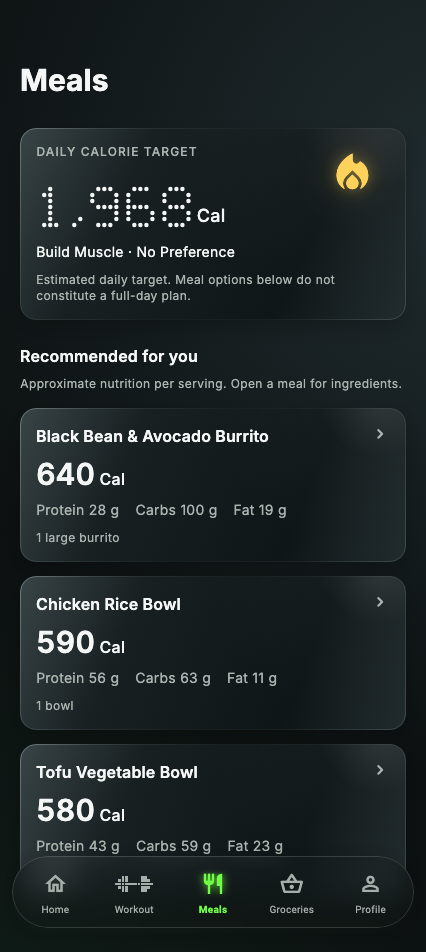 Meals
DAILY CALORIE TARGET
1,968 Cal
Build Muscle · No Preference
Estimated daily target. Meal options below do not
constitute a full-day plan.
Recommended for you
Approximate nutrition per serving. Open a meal for ingredients.
Black Bean & Avocado Burrito
640 Cal
Protein 28 g Carbs 100 g Fat 19 g
1 large burrito
Chicken Rice Bowl
590 Cal
Protein 56 g Carbs 63 g Fat 11 g
1 bowl
Tofu Vegetable Bowl
580 Cal
Protein 43 g Carbs 59 g Fat 23 g
Home Workout Meals Groceries Profile